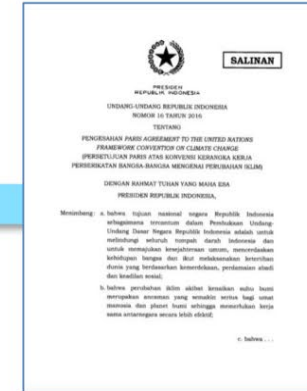 SALINAN
PRESIDEN
REPUBLIK INDONESIA
UNDANG-UNDANG REPUBLIK INDONESIA
NOMOR 16 TAHUN 2016
TENTANG
PENGESAHAN PARIS AGREEMENT TO THE UNITED NATIONS
FRAMEWORK CONVENTION ON CLIMATE CHANGE
(PERSETUJUAN PARIS ATAS KONVENSI KERANGKA KERJA
PERSERIKATAN BANGSA-BANGSA MENGENAI PERUBAHAN IKLIM)
DENGAN RAHMAT TUHAN YANG MAHA ESA
PRESIDEN REPUBLIK INDONESIA,
Menimbang: a. bahwa tujuan nasional negara Republik Indonesia
sebagaimana tercantum dalam Pembukaan Undang-
Undang Dasar Negara Republik Indonesia adalah untuk
melindungi seluruh tumpah darah Indonesia dan
untuk memajukan kesejahteraan umum, mencerdaskan
kehidupan bangsa dan ikut melaksanakan ketertiban
dunia yang berdasarkan kemerdekaan, perdamaian abadi
dan keadilan sosial;
b. bahwa perubahan iklim akibat kenaikan suhu bumi
merupakan ancaman yang semakin serius bagi umat
manusia dan planet bumi sehingga memerlukan kerja
sama antarnegara secara lebih efektif;
c. bahwa . . .